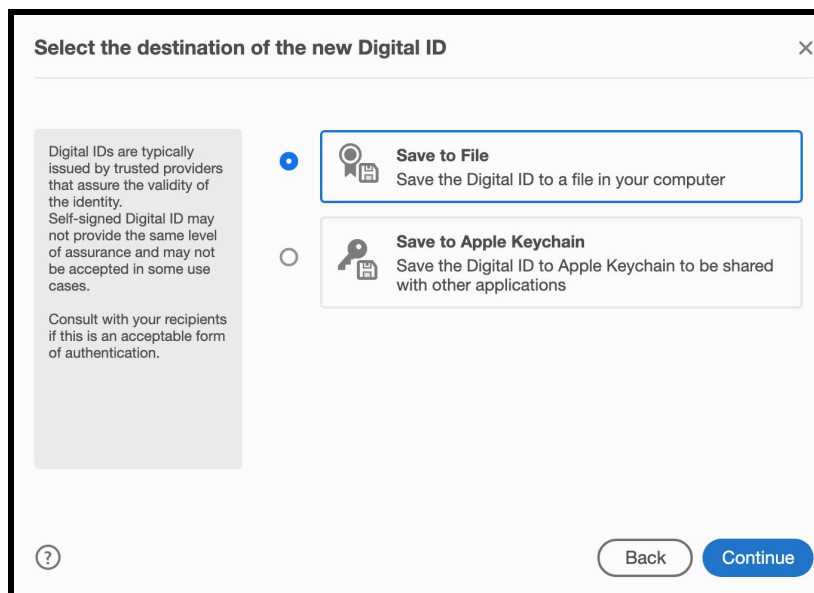 Select the destination of the new Digital ID
Digital IDs are typically
issued by trusted providers
that assure the validity of
the identity.
Self-signed Digital ID may
not provide the same level
of assurance and may not
be accepted in some use
cases.
Consult with your recipients
if this is an acceptable form
of authentication.
Save to File
Save the Digital ID to a file in your computer
Save to Apple Keychain
Save the Digital ID to Apple Keychain to be shared
with other applications
?
Back
Continue